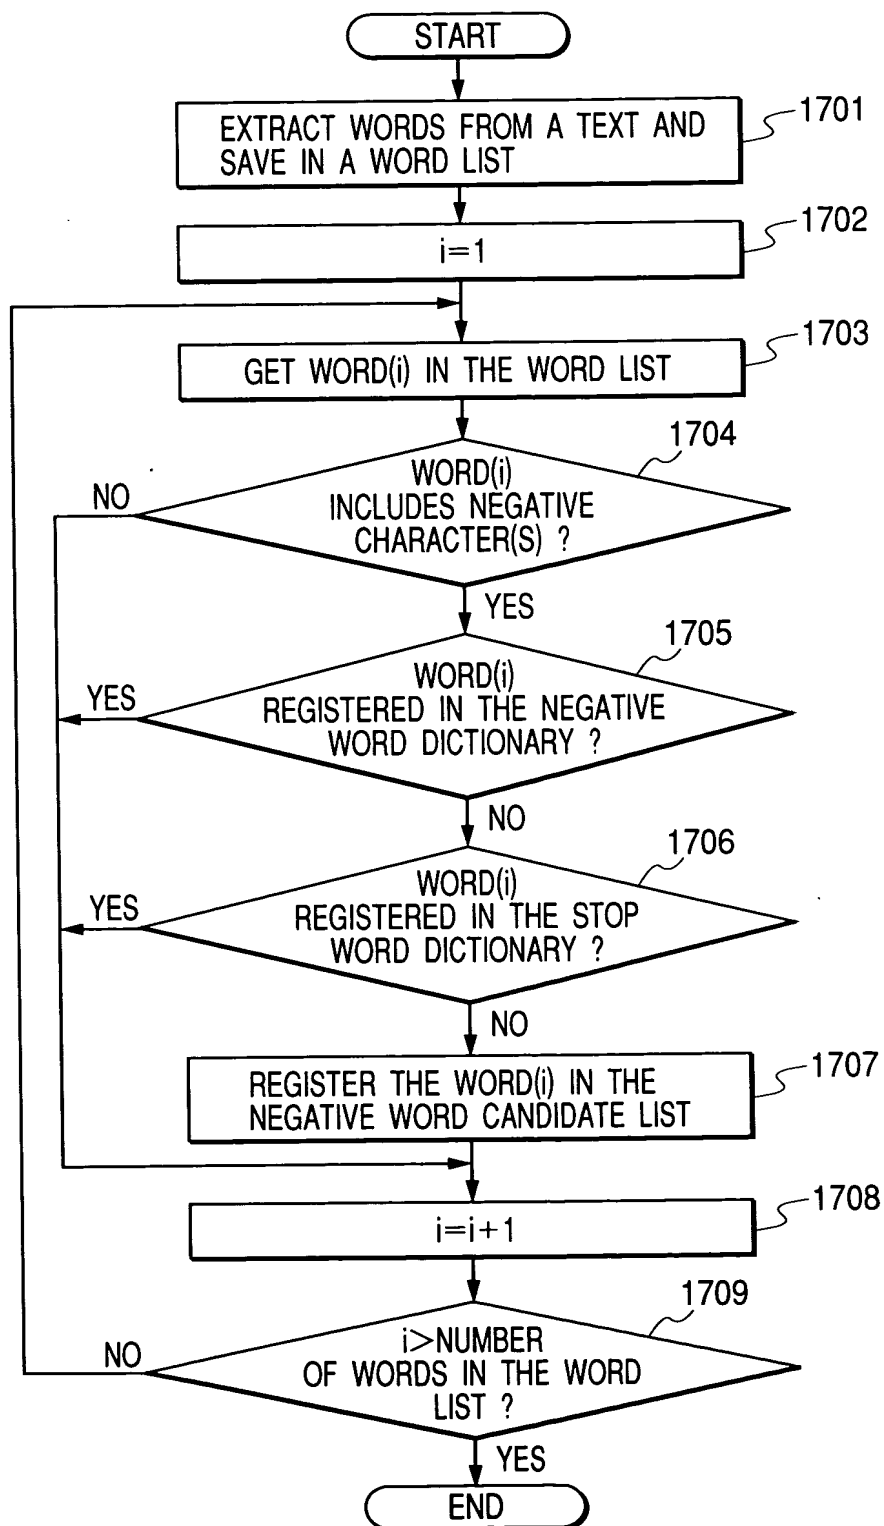 START
1701
EXTRACT WORDS FROM A TEXT AND
SAVE IN A WORD LIST
1702
i=1
1703
GET WORD(i) IN THE WORD LIST
1704
WORD(i)
INCLUDES NEGATIVE
CHARACTER(S) ?
NO
YES
1705
WORD(i)
REGISTERED IN THE NEGATIVE
WORD DICTIONARY ?
YES
NO
1706
WORD(i)
REGISTERED IN THE STOP
WORD DICTIONARY ?
YES
NO
1707
REGISTER THE WORD(i) IN THE
NEGATIVE WORD CANDIDATE LIST
1708
i=i+1
1709
i>NUMBER
OF WORDS IN THE WORD
LIST ?
NO
YES
END